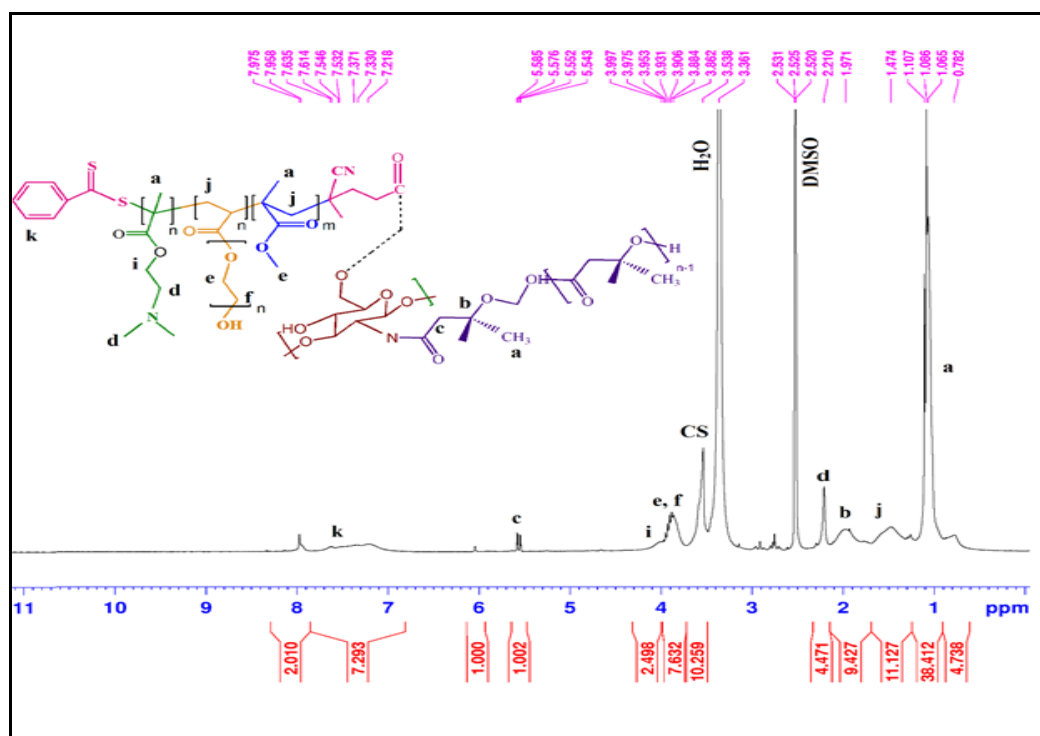 7.975
7.958
7.635
7.614
7.546
7.532
7.371
7.330
7.218
5.585
5.576
5.552
5.543
3.997
3.975
3.953
3.931
3.906
3.884
3.862
3.538
3.361
2.531
2.525
2.520
2.210
1.971
1.474
1.107
1.086
1.065
0.782
H₂O
DMSO
S
S
k
a
n
O
O
i
d
N
d
j
n
O
O
e
f
n
OH
a
j
m
O
O
e
CN
O
C
O
O
O
HO
O
N
b
c
O
O
OH
CH₃
a
O
O
H
n-1
CH₃
a
CS
e, f
i
d
b
j
c
k
11 10 9 8 7 6 5 4 3 2 1 ppm
2.010
7.293
1.000
1.002
2.498
7.632
10.259
4.471
9.427
11.127
38.412
4.738